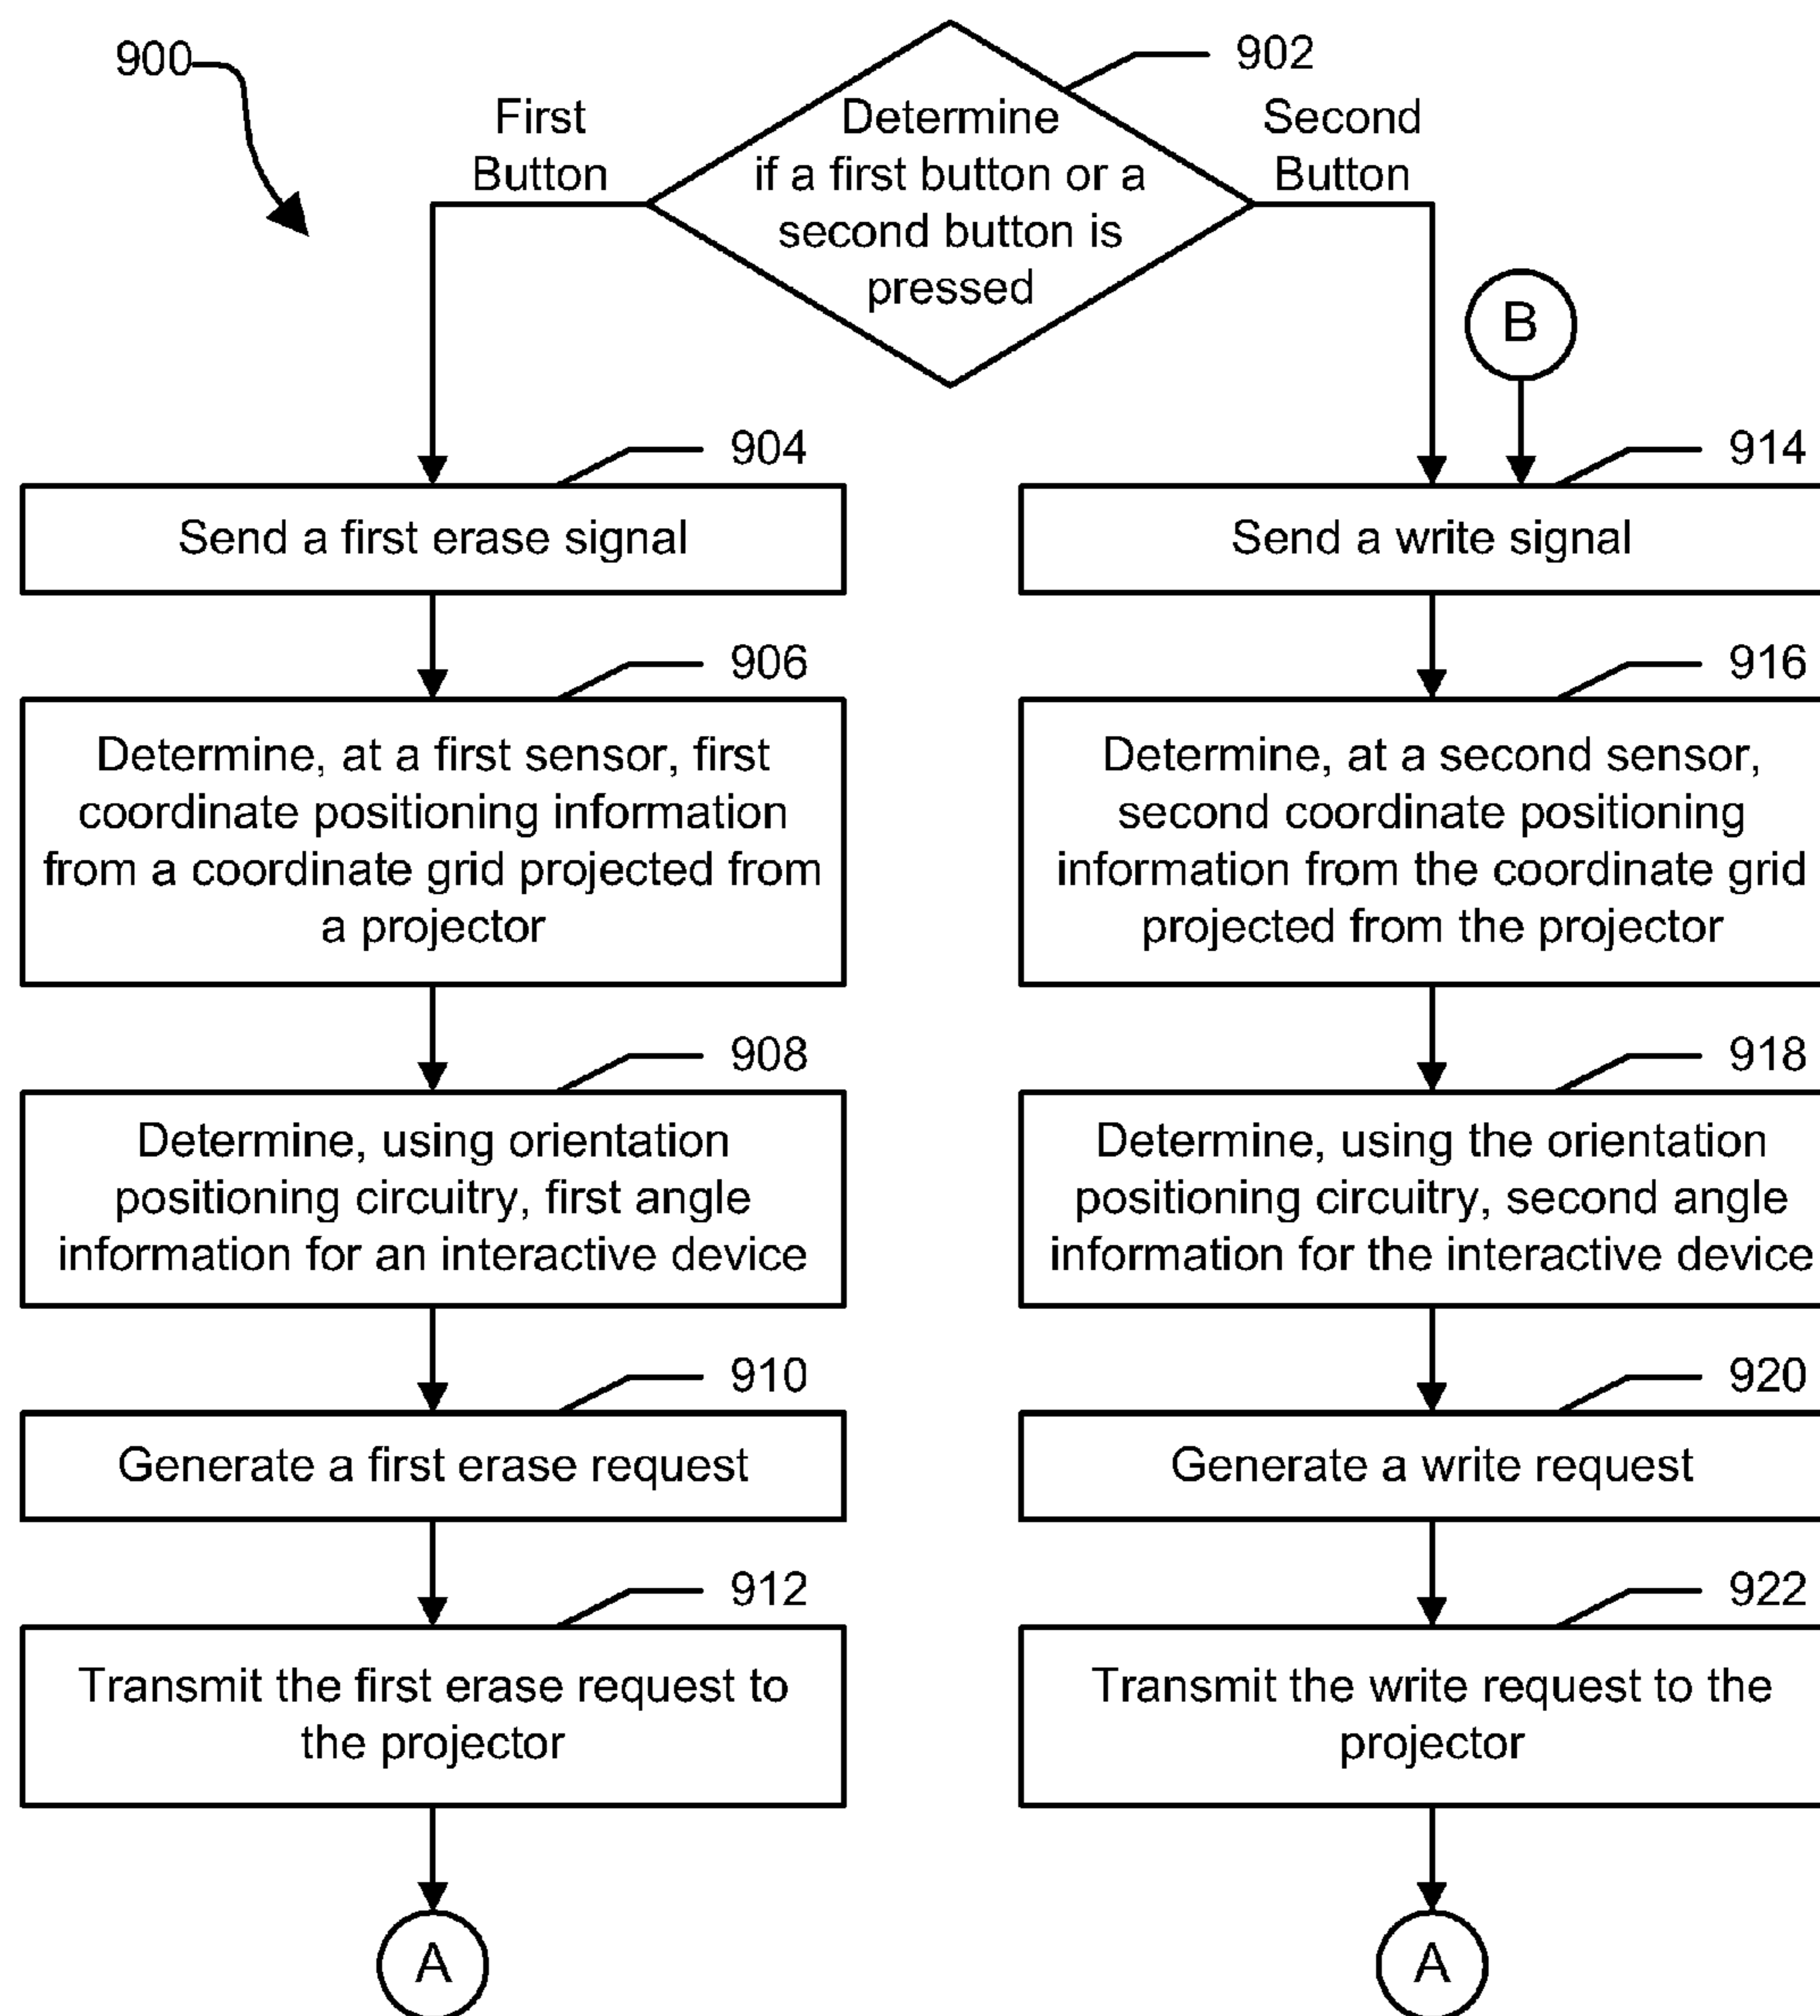 900
902
First
Button
Determine
if a first button or a
second button is
pressed
Second
Button
B
904
Send a first erase signal
914
Send a write signal
906
Determine, at a first sensor, first
coordinate positioning information
from a coordinate grid projected from
a projector
916
Determine, at a second sensor,
second coordinate positioning
information from the coordinate grid
projected from the projector
908
Determine, using orientation
positioning circuitry, first angle
information for an interactive device
918
Determine, using the orientation
positioning circuitry, second angle
information for the interactive device
910
Generate a first erase request
920
Generate a write request
912
Transmit the first erase request to
the projector
922
Transmit the write request to the
projector
A
A